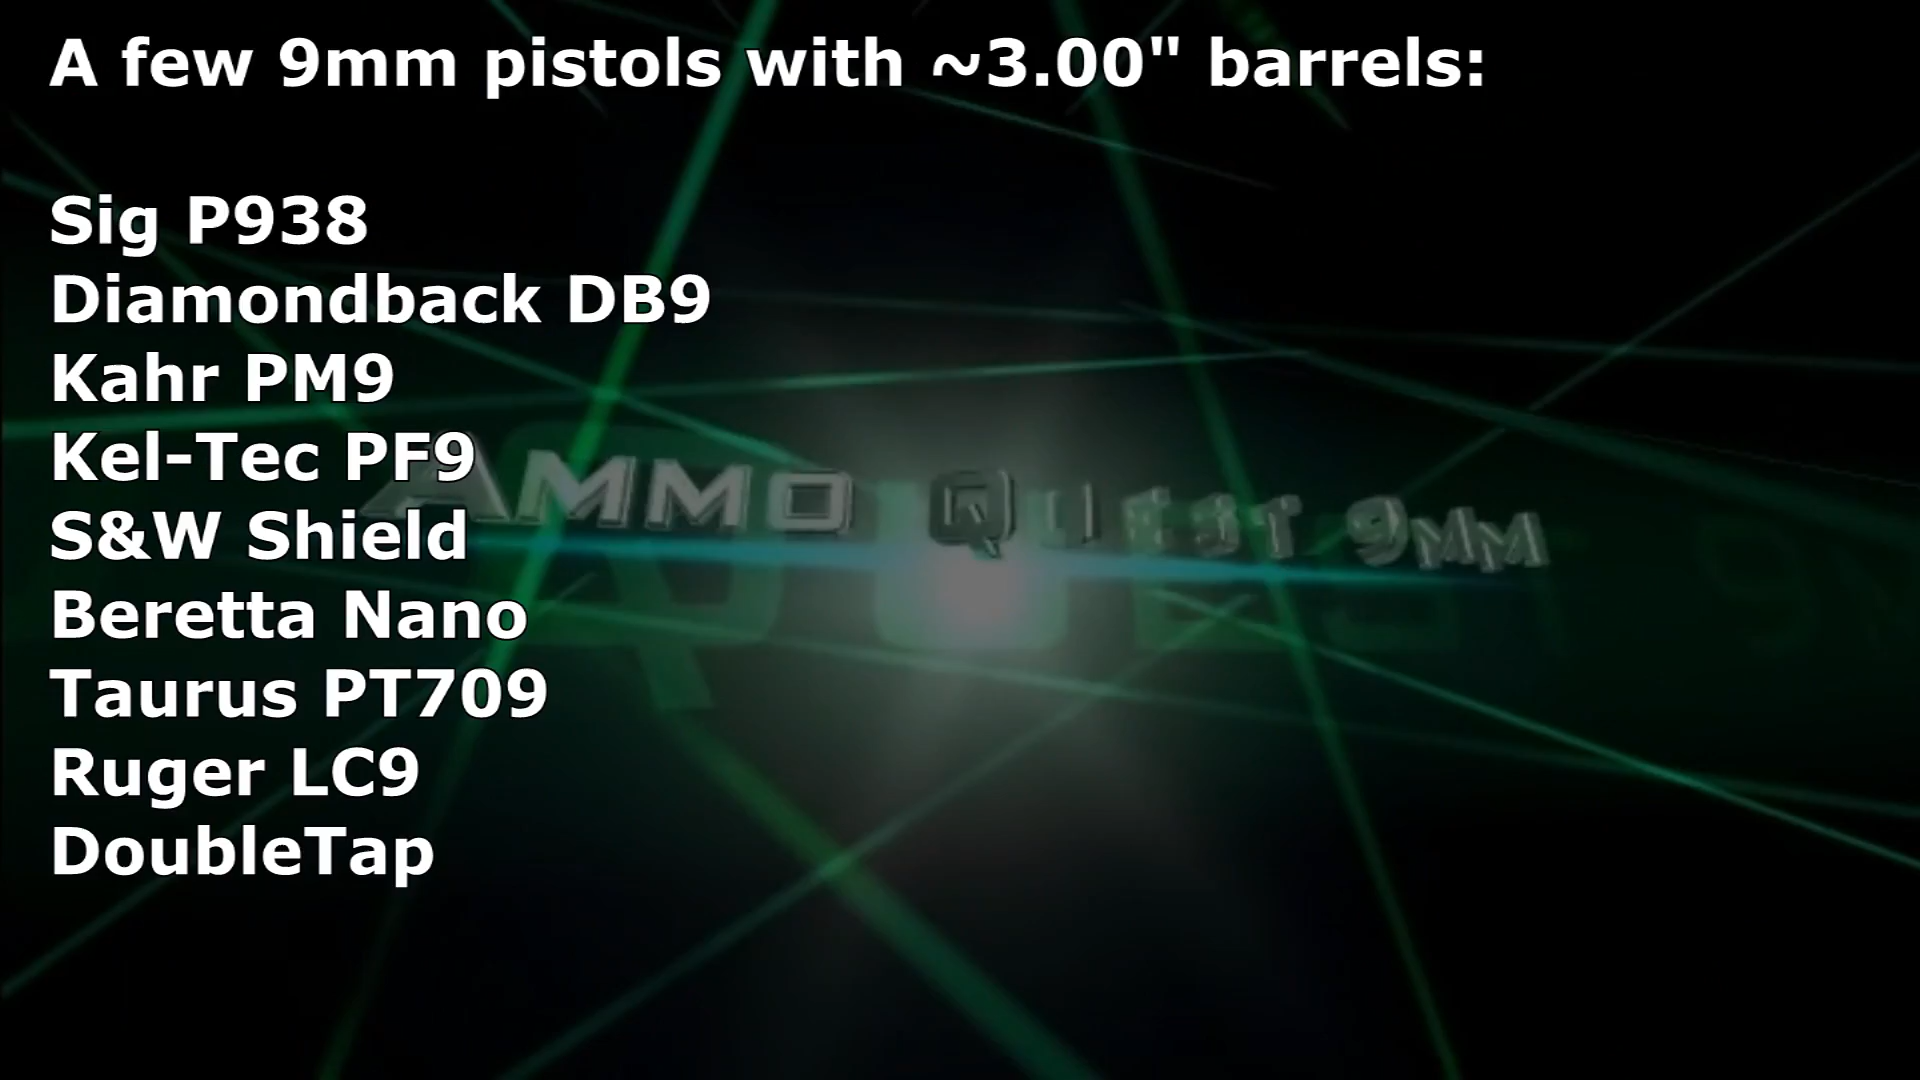 A few 9mm pistols with ~3.00" barrels:
Sig P938
Diamondback DB9
Kahr PM9
Kel-Tec PF9
S&W Shield
Beretta Nano
Taurus PT709
Ruger LC9
DoubleTap
Ammo Quest 9mm